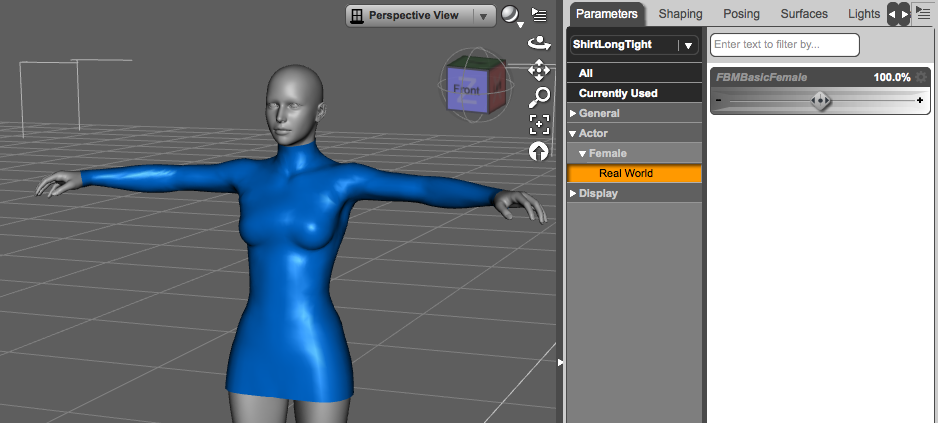 Perspective View
Front
Z
Parameters
Shaping
Posing
Surfaces
Lights
ShirtLongTight
Enter text to filter by...
All
Currently Used
General
Actor
Female
Real World
Display
FBMBasicFemale
100.0%
-
+